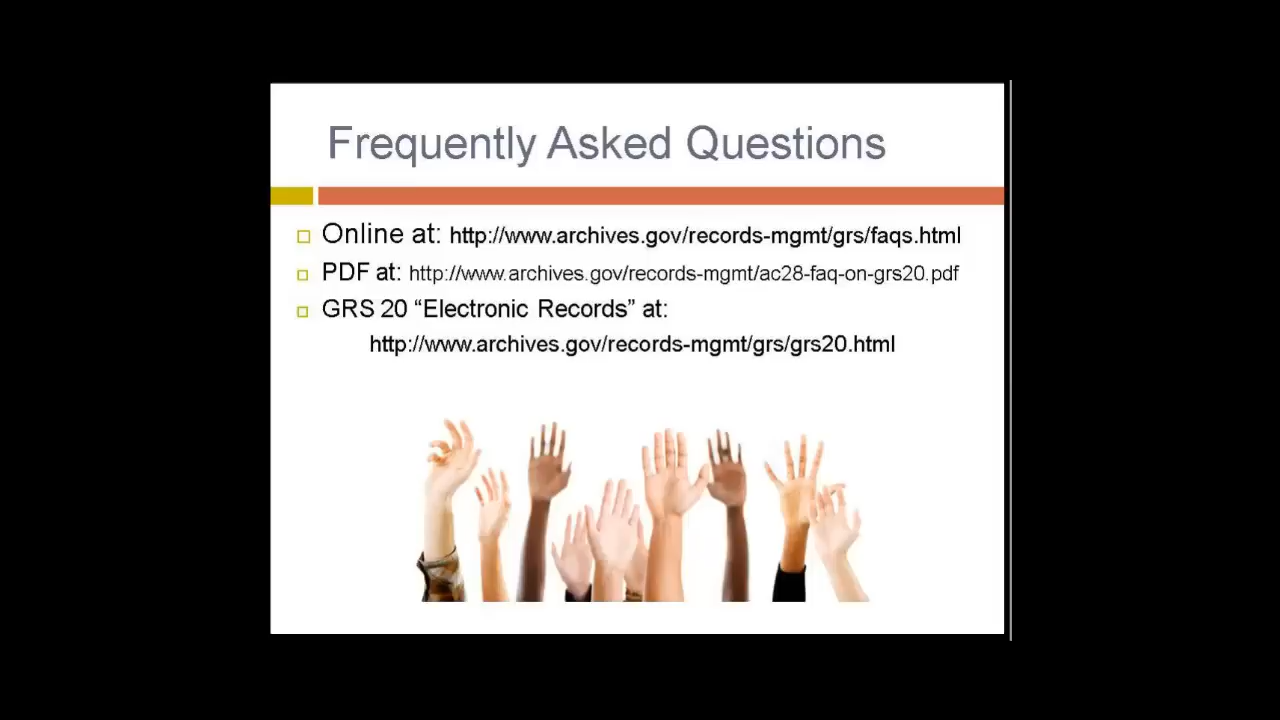 Frequently Asked Questions
Online at: http://www.archives.gov/records-mgmt/grs/faqs.html
PDF at: http://www.archives.gov/records-mgmt/ac28-faq-on-grs20.pdf
GRS 20 “Electronic Records” at:
http://www.archives.gov/records-mgmt/grs/grs20.html